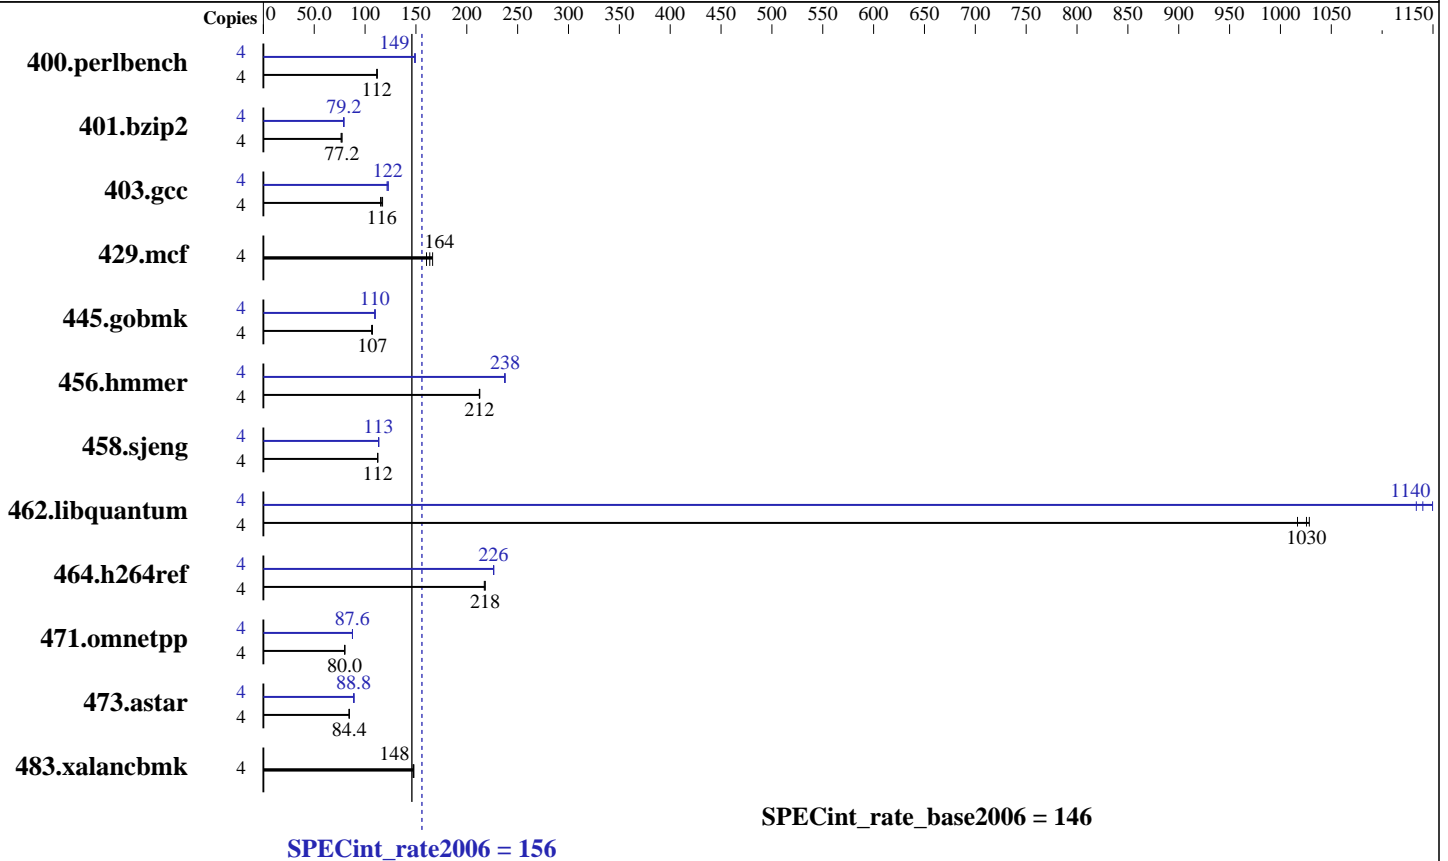 Copies 0 50.0 100 150 200 250 300 350 400 450 500 550 600 650 700 750 800 850 900 950 1000 1050 1150
400.perlbench 4 149
4 112
401.bzip2 4 79.2
4 77.2
403.gcc 4 122
4 116
429.mcf 4 164
445.gobmk 4 110
4 107
456.hmmer 4 238
4 212
458.sjeng 4 113
4 112
462.libquantum 4 1140
4 1030
464.h264ref 4 226
4 218
471.omnetpp 4 87.6
4 80.0
473.astar 4 88.8
4 84.4
483.xalancbmk 4 148
SPECint_rate_base2006 = 146
SPECint_rate2006 = 156